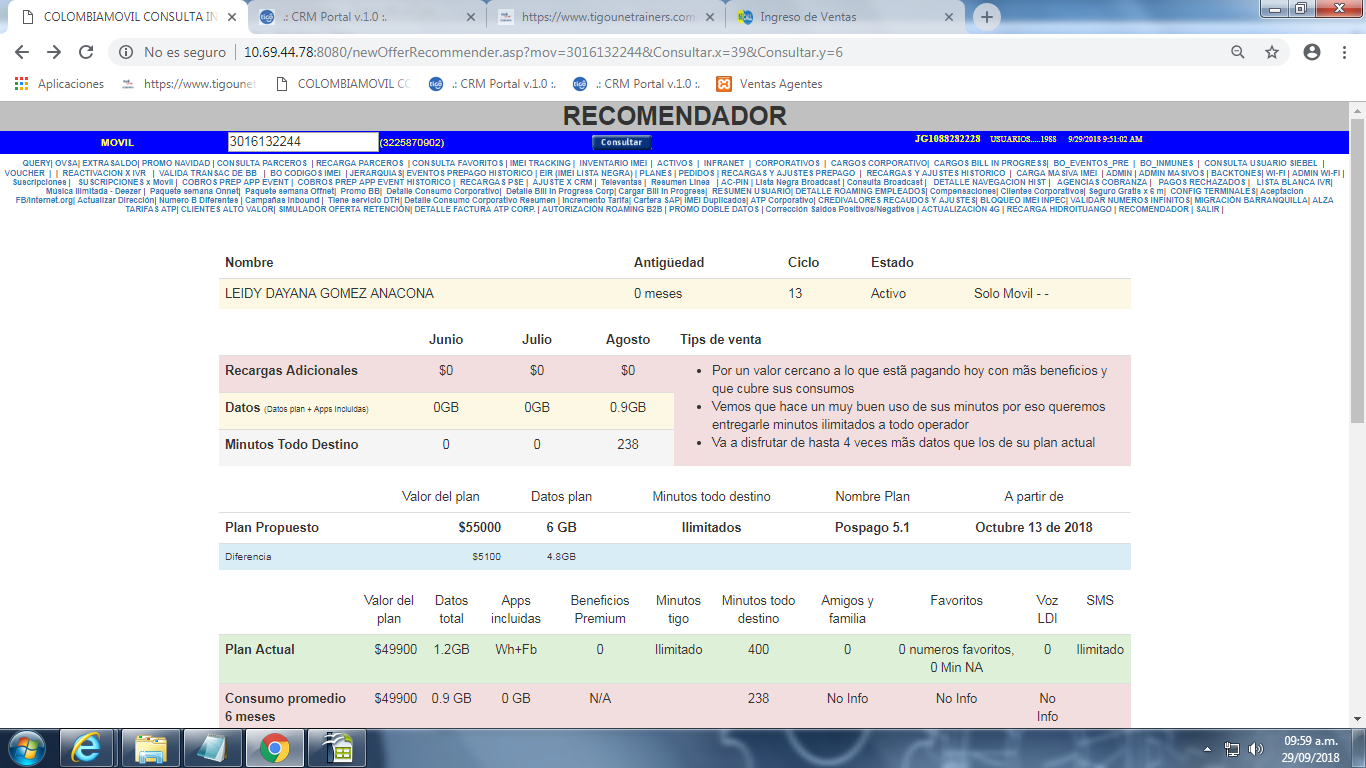 COLOMBIAMOVIL CONSULTA IN
.: CRM Portal v.1.0 :.
https://www.tigounetrainers.com
Ingreso de Ventas
No es seguro | 10.69.44.78:8080/newOfferRecommender.asp?mov=3016132244&Consultar.x=39&Consultar.y=6
Aplicaciones
https://www.tigounet
COLOMBIAMOVIL CO
.: CRM Portal v.1.0 :.
.: CRM Portal v.1.0 :.
Ventas Agentes
RECOMENDADOR
MOVIL 3016132244 (3225870902) Consultar JG1088282228 USUARIOS.....1988 9/29/2018 9:51:02 AM
QUERY| OVSA| EXTRASALDO| PROMO NAVIDAD | CONSULTA PARCEROS | RECARGA PARCEROS | CONSULTA FAVORITOS | IMEI TRACKING | INVENTARIO IMEI | ACTIVOS | INFRANET | CORPORATIVOS | CARGOS CORPORATIVO| CARGOS BILL IN PROGRESS| BO_EVENTOS_PRE | BO_INMUNES | CONSULTA USUARIO SIEBEL |
VOUCHER | | REACTIVACION X IVR | VALIDA TRANSAC DE BB | BO CODIGOS IMEI | JERARQUIAS| EVENTOS PREPAGO HISTORICO | EIR (IMEI LISTA NEGRA) | PLANES | PEDIDOS | RECARGAS Y AJUSTES PREPAGO | RECARGAS Y AJUSTES HISTORICO | CARGA MASIVA IMEI | ADMIN | ADMIN MASIVOS | BACKTONES| WI-FI | ADMIN WI-FI |
Suscripciones | SUSCRIPCIONES x Movil | COBROS PREP APP EVENT | COBROS PREP APP EVENT HISTORICO | RECARGAS PSE | AJUSTE X CRM | Televentas | Resumen Linea | AC-PIN | Lista Negra Broadcast | Consulta Broadcast | DETALLE NAVEGACION HIST | AGENCIAS COBRANZA | PAGOS RECHAZADOS | LISTA BLANCA IVR|
Musica Ilimitada - Deezer| Paquete semana Onnet| Paquete semana Offnet| Promo BB| Detalle Consumo Corporativo| Detalle Bill In Progress Corp| Cargar Bill In Progress| RESUMEN USUARIO| DETALLE ROAMING EMPLEADOS| Compensaciones| Clientes Corporativos| Seguro Gratis x 6 m| CONFIG TERMINALES| Aceptacion
FB/internet.org| Actualizar Dirección| Numero B Diferentes | Campañas Inbound | Tiene servicio DTH| Detalle Consumo Corporativo Resumen | Incremento Tarifa| Cartera SAP| IMEI Duplicados| ATP Corporativo| CREDIVALORES RECAUDOS Y AJUSTES| BLOQUEO IMEI INPEC| VALIDAR NUMEROS INFINITOS| MIGRACIÓN BARRANQUILLA| ALZA
TARIFAS ATP| CLIENTES ALTO VALOR| SIMULADOR OFERTA RETENCIÓN| DETALLE FACTURA ATP CORP. | AUTORIZACIÓN ROAMING B2B | PROMO DOBLE DATOS | Corrección Saldos Positivos/Negativos | ACTUALIZACIÓN 4G | RECARGA HIDROITUANGO | RECOMENDADOR | SALIR |
Nombre Antigüedad Ciclo Estado
LEIDY DAYANA GOMEZ ANACONA 0 meses 13 Activo Solo Movil - -
Junio Julio Agosto Tips de venta
Recargas Adicionales $0 $0 $0
Datos (Datos plan + Apps incluidas) 0GB 0GB 0.9GB
Minutos Todo Destino 0 0 238
• Por un valor cercano a lo que estã pagando hoy con mãs beneficios y
que cubre sus consumos
• Vemos que hace un muy buen uso de sus minutos por eso queremos
entregarle minutos ilimitados a todo operador
• Va a disfrutar de hasta 4 veces mãs datos que los de su plan actual
Valor del plan Datos plan Minutos todo destino Nombre Plan A partir de
Plan Propuesto $55000 6 GB Ilimitados Pospago 5.1 Octubre 13 de 2018
Diferencia $5100 4.8GB
Valor del plan Datos total Apps incluidas Beneficios Premium Minutos tigo Minutos todo destino Amigos y familia Favoritos Voz LDI SMS
Plan Actual $49900 1.2GB Wh+Fb 0 Ilimitado 400 0 0 numeros favoritos, 0 Min NA 0 Ilimitado
Consumo promedio 6 meses $49900 0.9 GB 0 GB N/A 238 No Info No Info No Info
09:59 a.m.
29/09/2018